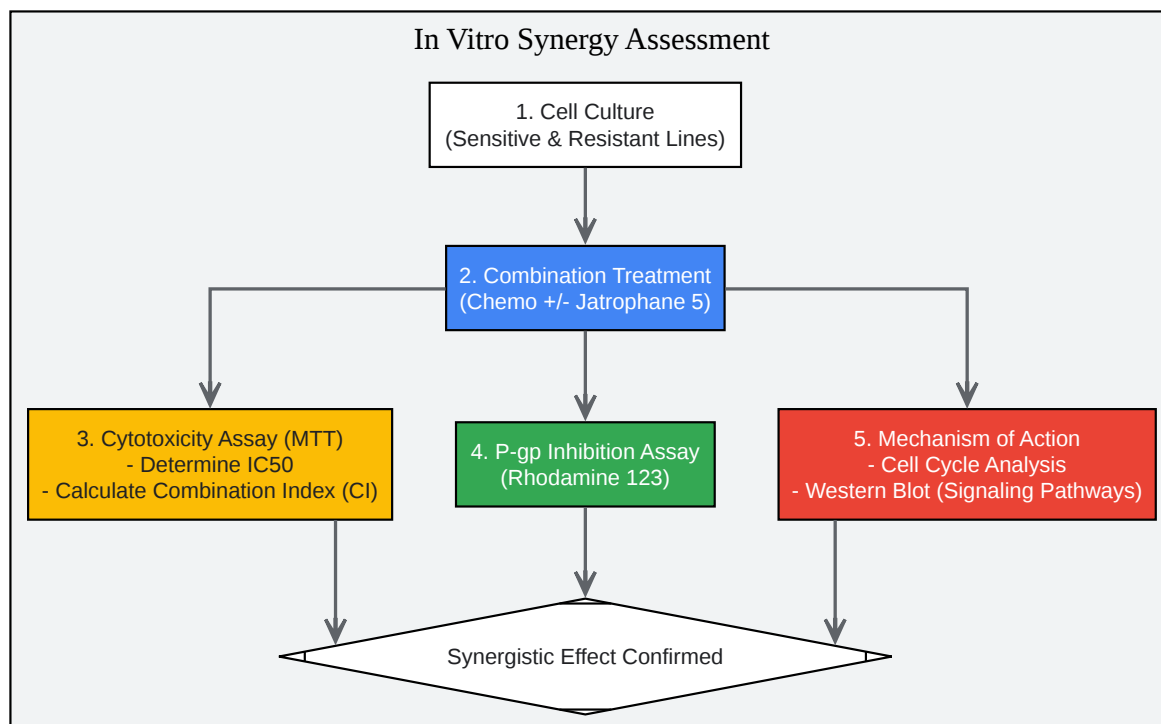 In Vitro Synergy Assessment
1. Cell Culture
(Sensitive & Resistant Lines)
2. Combination Treatment
(Chemo +/- Jatrophane 5)
3. Cytotoxicity Assay (MTT)
- Determine IC50
- Calculate Combination Index (CI)
4. P-gp Inhibition Assay
(Rhodamine 123)
5. Mechanism of Action
- Cell Cycle Analysis
- Western Blot (Signaling Pathways)
Synergistic Effect Confirmed